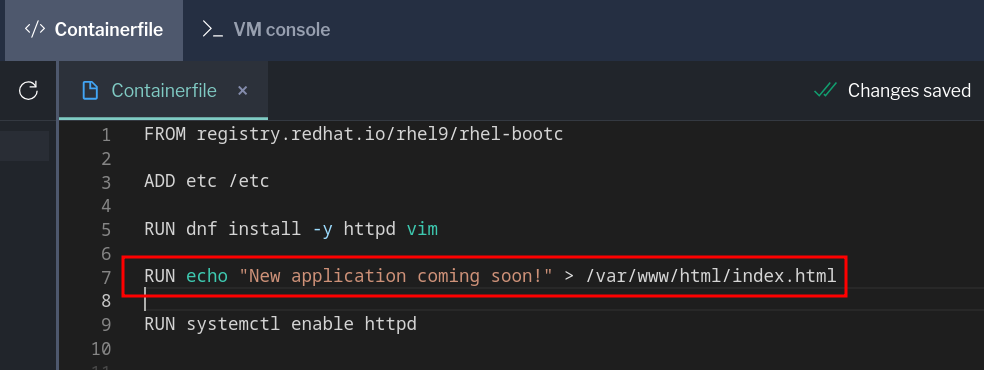 </> Containerfile >_ VM console
Containerfile × Changes saved
1 FROM registry.redhat.io/rhel9/rhel-bootc
2
3 ADD etc /etc
4
5 RUN dnf install -y httpd vim
6
7 RUN echo "New application coming soon!" > /var/www/html/index.html
8
9 RUN systemctl enable httpd
10
11